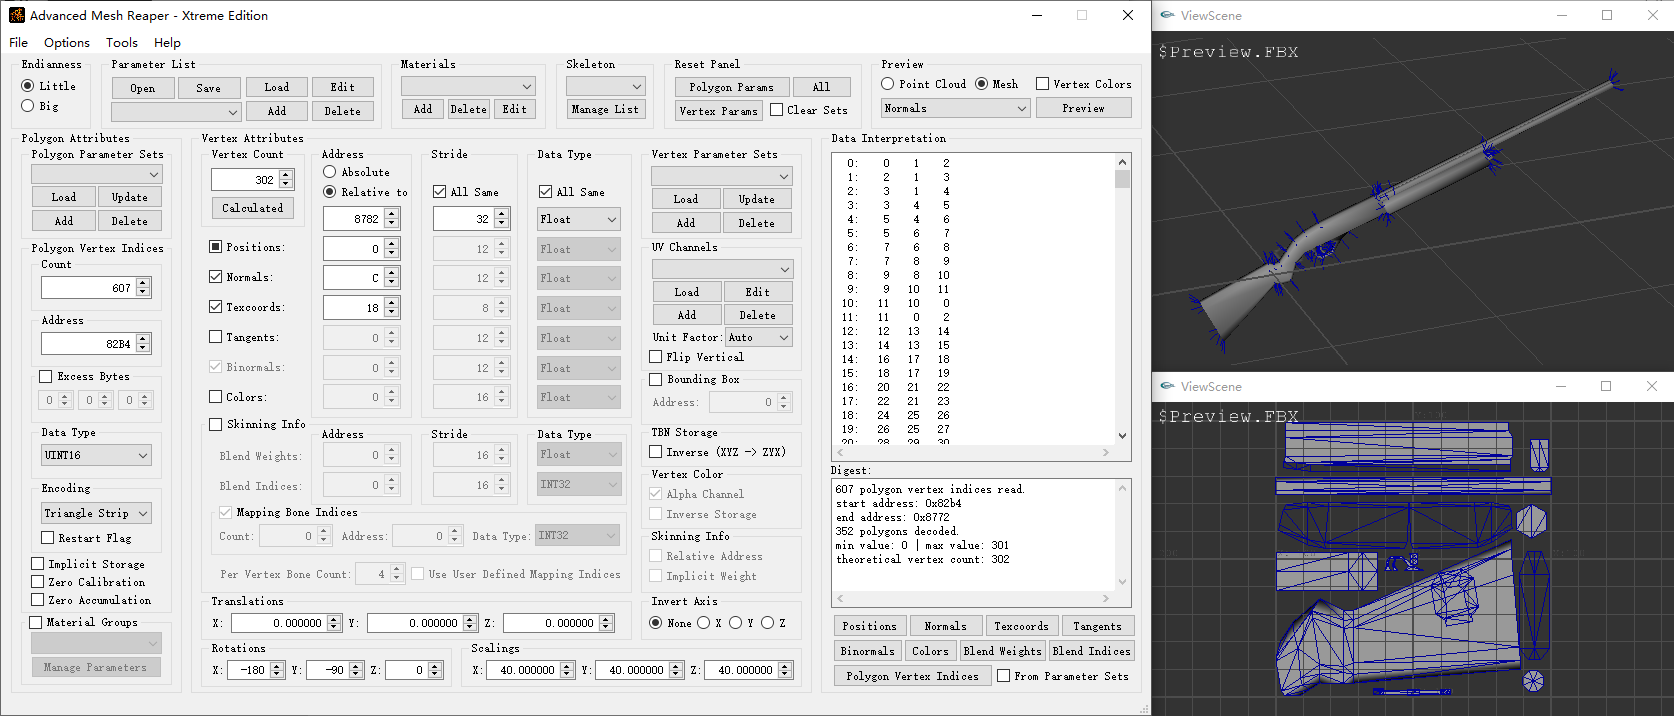 Advanced Mesh Reaper - Xtreme Edition
File Options Tools Help
Endianness
Little
Big
Parameter List
Open Save Load Edit
Add Delete
Materials
Add Delete Edit
Skeleton
Manage List
Reset Panel
Polygon Params All
Vertex Params Clear Sets
Preview
Point Cloud Mesh Vertex Colors
Normals Preview
Polygon Attributes
Polygon Parameter Sets
Load Update
Add Delete
Polygon Vertex Indices
Count
607
Address
82B4
Excess Bytes
0 0 0
Data Type
UINT16
Encoding
Triangle Strip
Restart Flag
Implicit Storage
Zero Calibration
Zero Accumulation
Material Groups
Manage Parameters
Vertex Attributes
Vertex Count
302
Calculated
Address
Absolute
Relative to
8782
Stride
All Same
32
Data Type
All Same
Float
Positions: 0 12 Float
Normals: C 12 Float
Texcoords: 18 8 Float
Tangents: 0 12 Float
Binormals: 0 12 Float
Colors: 0 16 Float
Skinning Info
Address Stride Data Type
Blend Weights: 0 16 Float
Blend Indices: 0 16 INT32
Mapping Bone Indices
Count: 0 Address: 0 Data Type: INT32
Per Vertex Bone Count: 4 Use User Defined Mapping Indices
Translations
X: 0.000000 Y: 0.000000 Z: 0.000000
Rotations
X: -180 Y: -90 Z: 0
Scalings
X: 40.000000 Y: 40.000000 Z: 40.000000
Vertex Parameter Sets
Load Update
Add Delete
UV Channels
Load Edit
Add Delete
Unit Factor: Auto
Flip Vertical
Bounding Box
Address: 0
TBN Storage
Inverse (XYZ -> ZYX)
Vertex Color
Alpha Channel
Inverse Storage
Skinning Info
Relative Address
Implicit Weight
Invert Axis
None X Y Z
Data Interpretation
0: 0 1 2
1: 2 1 3
2: 3 1 4
3: 3 4 5
4: 5 4 6
5: 5 6 7
6: 7 6 8
7: 7 8 9
8: 9 8 10
9: 9 10 11
10: 11 10 0
11: 11 0 2
12: 12 13 14
13: 14 13 15
14: 16 17 18
15: 18 17 19
16: 20 21 22
17: 22 21 23
18: 24 25 26
19: 26 25 27
20: 28 29 30
Digest:
607 polygon vertex indices read.
start address: 0x82b4
end address: 0x8772
352 polygons decoded.
min value: 0 | max value: 301
theoretical vertex count: 302
Positions Normals Texcoords Tangents
Binormals Colors Blend Weights Blend Indices
Polygon Vertex Indices From Parameter Sets
ViewScene
$Preview.FBX
ViewScene
$Preview.FBX